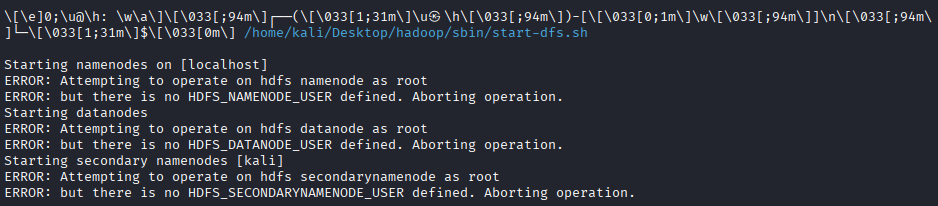 \[\e]0;\u@\h: \w\a\]\[\033[;94m\]┌──(\[\033[1;31m\]\u㉿\h\[\033[;94m\])-[\[\033[0;1m\]\w\[\033[;94m\]]\n\[\033[;94m\
]└─\[\033[1;31m\]$\[\033[0m\] /home/kali/Desktop/hadoop/sbin/start-dfs.sh
Starting namenodes on [localhost]
ERROR: Attempting to operate on hdfs namenode as root
ERROR: but there is no HDFS_NAMENODE_USER defined. Aborting operation.
Starting datanodes
ERROR: Attempting to operate on hdfs datanode as root
ERROR: but there is no HDFS_DATANODE_USER defined. Aborting operation.
Starting secondary namenodes [kali]
ERROR: Attempting to operate on hdfs secondarynamenode as root
ERROR: but there is no HDFS_SECONDARYNAMENODE_USER defined. Aborting operation.